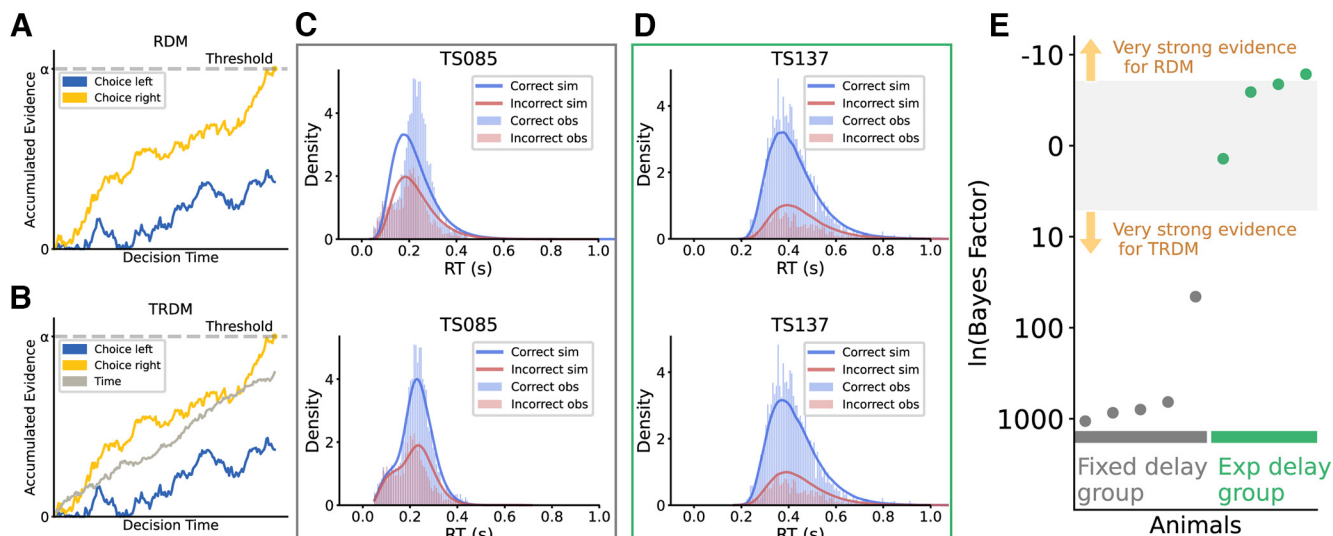 A
RDM
α
Threshold
Choice left
Choice right
Accumulated Evidence
0
Decision Time
B
TRDM
α
Threshold
Choice left
Choice right
Time
Accumulated Evidence
0
Decision Time
C
TS085
Correct sim
Incorrect sim
Correct obs
Incorrect obs
Density
4
2
0
0.0 0.2 0.4 0.6 0.8 1.0
RT (s)
TS085
Correct sim
Incorrect sim
Correct obs
Incorrect obs
Density
4
2
0
0.0 0.2 0.4 0.6 0.8 1.0
RT (s)
D
TS137
Correct sim
Incorrect sim
Correct obs
Incorrect obs
Density
4
2
0
0.0 0.2 0.4 0.6 0.8 1.0
RT (s)
TS137
Correct sim
Incorrect sim
Correct obs
Incorrect obs
Density
4
2
0
0.0 0.2 0.4 0.6 0.8 1.0
RT (s)
E
Very strong evidence
for RDM
Very strong evidence
for TRDM
ln(Bayes Factor)
-10
0
10
100
1000
Fixed delay
group
Exp delay
group
Animals